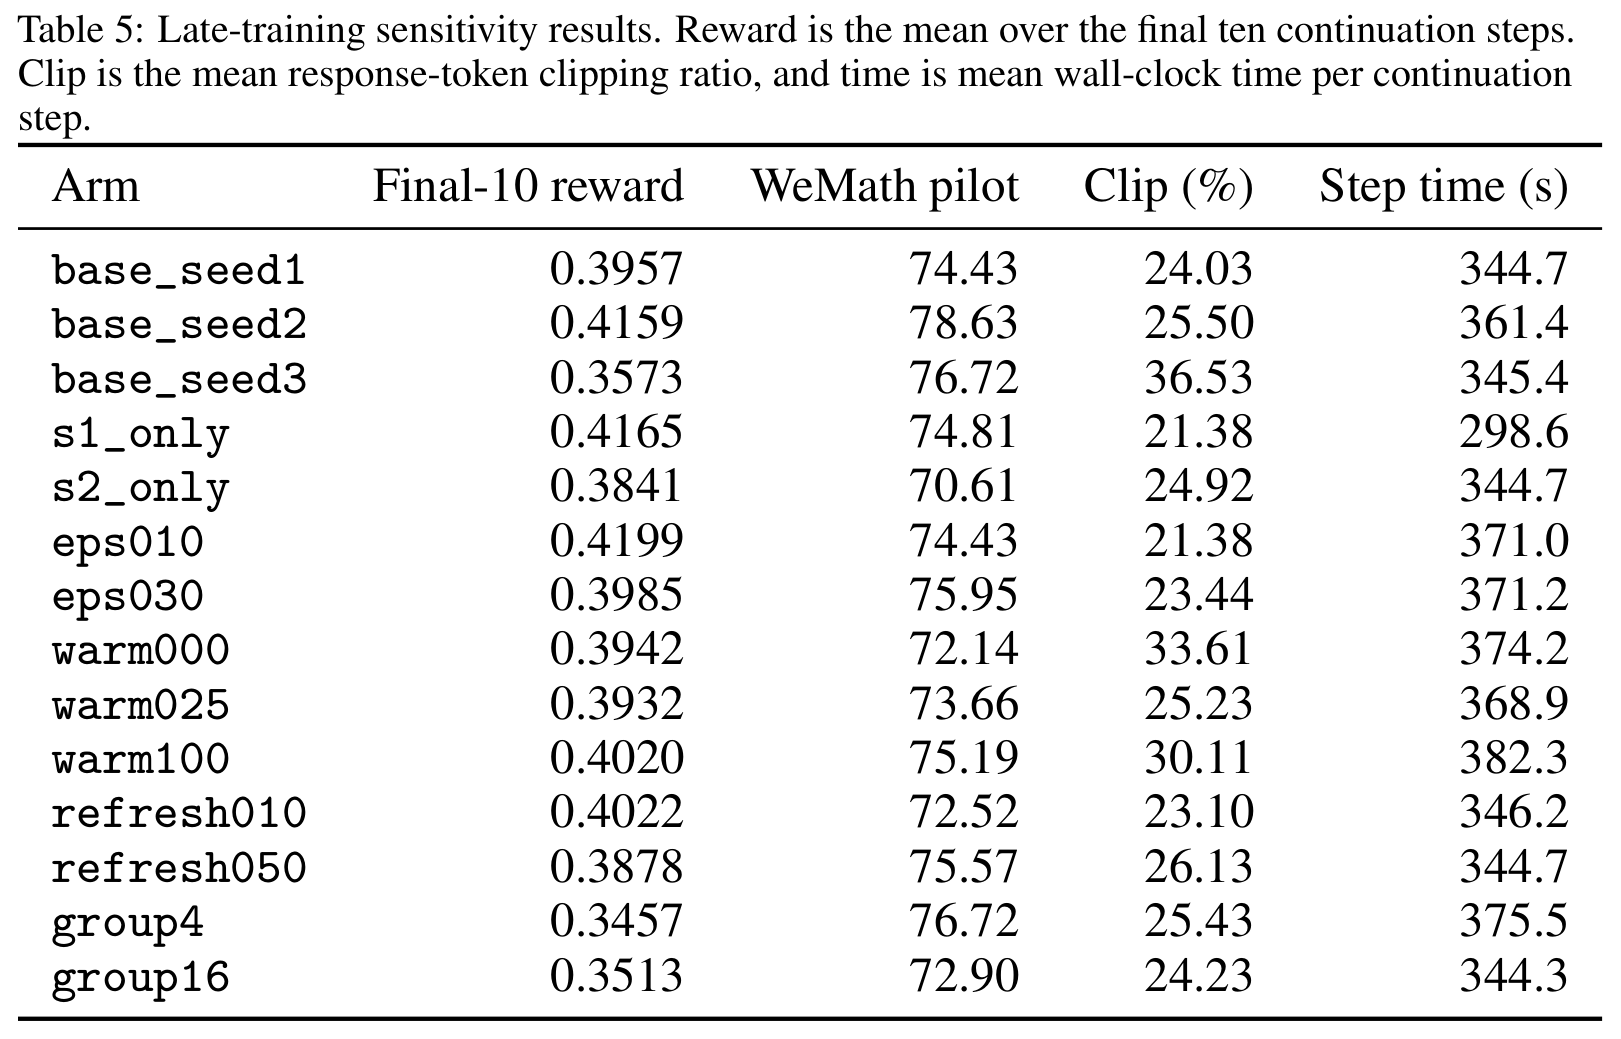 Table 5: Late-training sensitivity results. Reward is the mean over the final ten continuation steps.
Clip is the mean response-token clipping ratio, and time is mean wall-clock time per continuation
step.
Arm Final-10 reward WeMath pilot Clip (%) Step time (s)
base_seed1 0.3957 74.43 24.03 344.7
base_seed2 0.4159 78.63 25.50 361.4
base_seed3 0.3573 76.72 36.53 345.4
s1_only 0.4165 74.81 21.38 298.6
s2_only 0.3841 70.61 24.92 344.7
eps010 0.4199 74.43 21.38 371.0
eps030 0.3985 75.95 23.44 371.2
warm000 0.3942 72.14 33.61 374.2
warm025 0.3932 73.66 25.23 368.9
warm100 0.4020 75.19 30.11 382.3
refresh010 0.4022 72.52 23.10 346.2
refresh050 0.3878 75.57 26.13 344.7
group4 0.3457 76.72 25.43 375.5
group16 0.3513 72.90 24.23 344.3